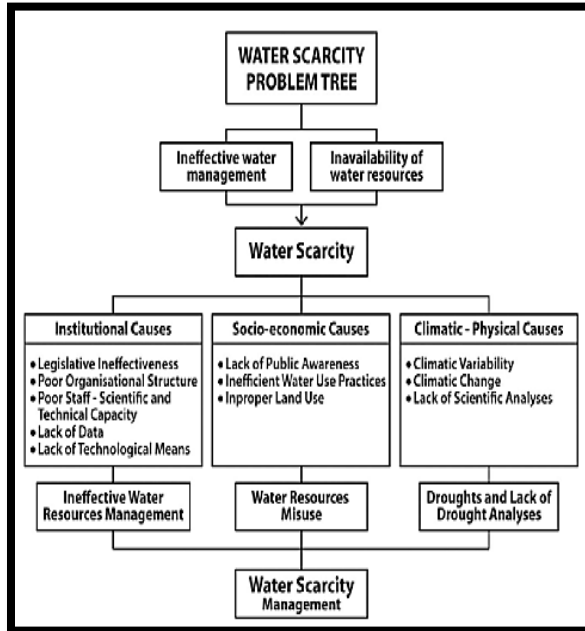 WATER SCARCITY
PROBLEM TREE
Ineffective water
management
Inavailability of
water resources
Water Scarcity
Institutional Causes
•Legislative Ineffectiveness
•Poor Organisational Structure
•Poor Staff - Scientific and
Technical Capacity
•Lack of Data
•Lack of Technological Means
Socio-economic Causes
•Lack of Public Awareness
•Inefficient Water Use Practices
•Inproper Land Use
Climatic - Physical Causes
•Climatic Variability
•Climatic Change
•Lack of Scientific Analyses
Ineffective Water
Resources Management
Water Resources
Misuse
Droughts and Lack of
Drought Analyses
Water Scarcity
Management